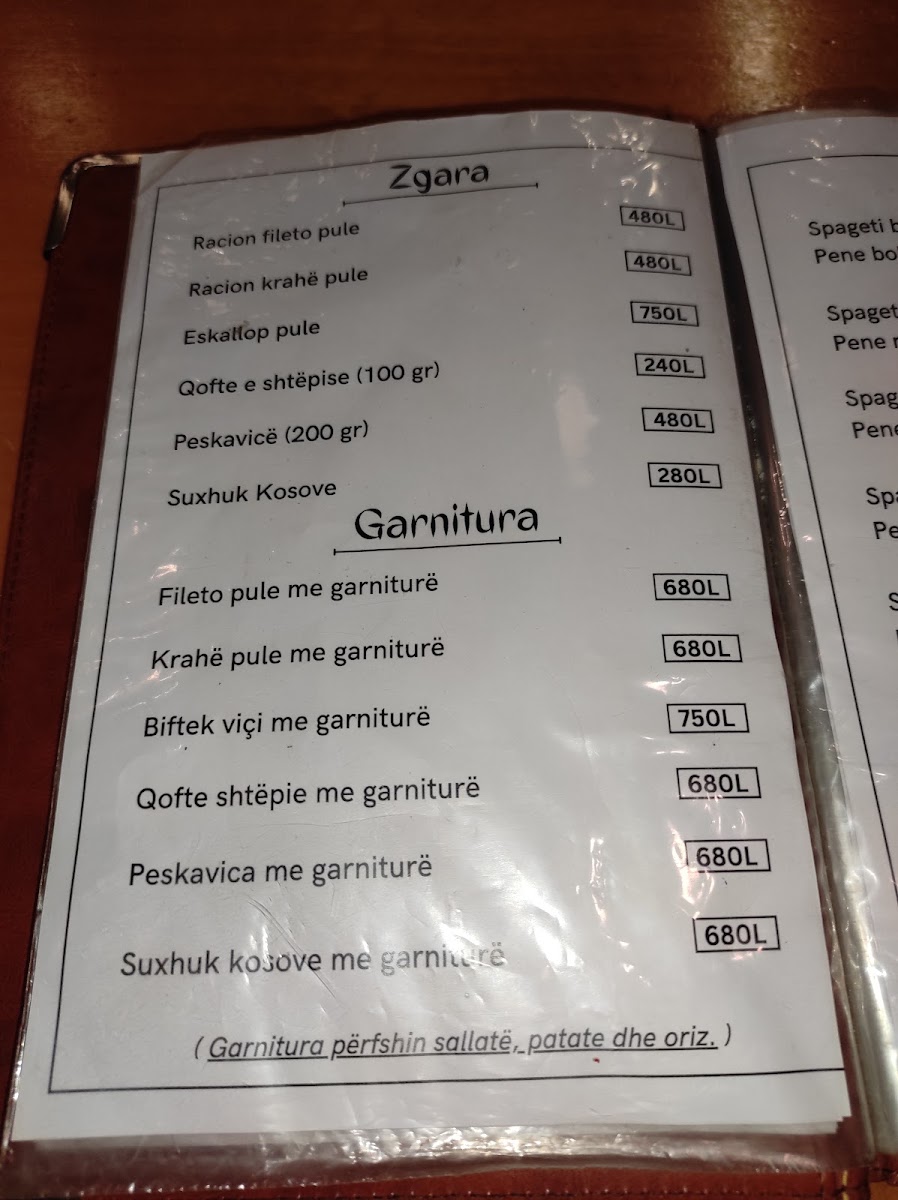 Zgara
Racion fileto pule 480L
Racion krahë pule 480L
Eskallop pule 750L
Qofte e shtëpise (100 gr) 240L
Peskavicë (200 gr) 480L
Suxhuk Kosove 280L
Garnitura
Fileto pule me garniturë 680L
Krahë pule me garniturë 680L
Biftek viçi me garniturë 750L
Qofte shtëpie me garniturë 680L
Peskavica me garniturë 680L
Suxhuk kosove me garniturë 680L
( Garnitura përfshin sallatë, patate dhe oriz. )
Spageti
Pene
Pene
Pene